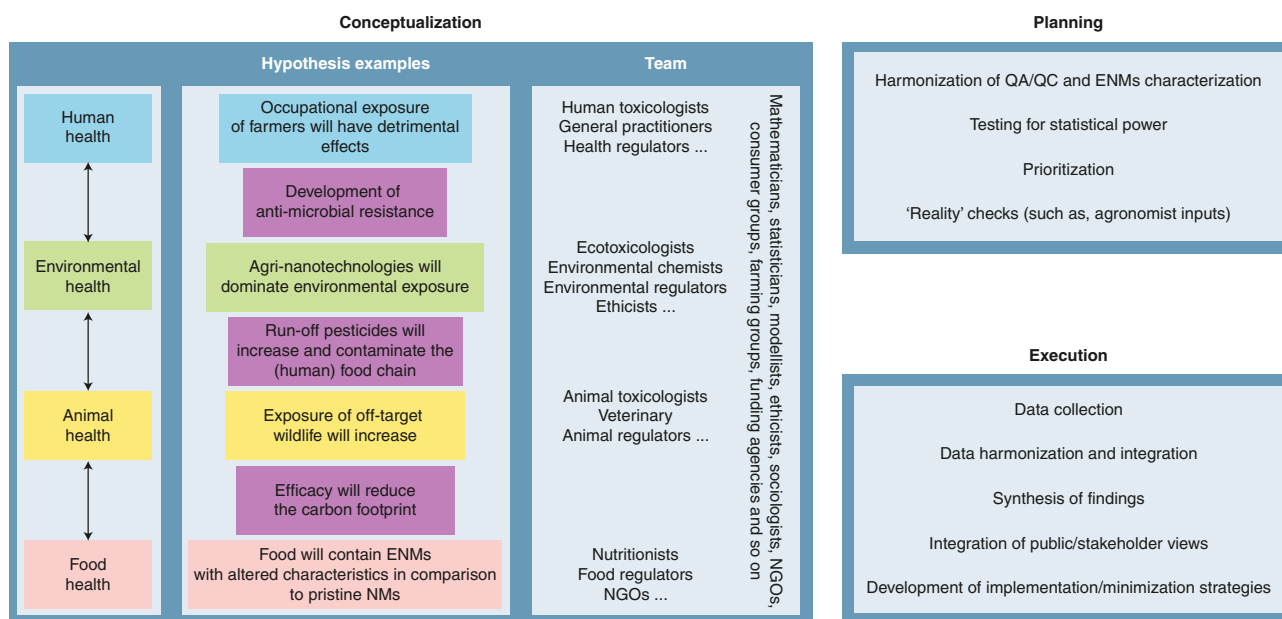 Conceptualization
Hypothesis examples
Team
Human
health
Environmental
health
Animal
health
Food
health
Occupational exposure
of farmers will have detrimental
effects
Development of
anti-microbial resistance
Agri-nanotechnologies will
dominate environmental exposure
Run-off pesticides will
increase and contaminate the
(human) food chain
Exposure of off-target
wildlife will increase
Efficacy will reduce
the carbon footprint
Food will contain ENMs
with altered characteristics in comparison
to pristine NMs
Human toxicologists
General practitioners
Health regulators ...
Ecotoxicologists
Environmental chemists
Environmental regulators
Ethicists ...
Animal toxicologists
Veterinary
Animal regulators ...
Nutritionists
Food regulators
NGOs ...
Mathematicians, statisticians, modellists, ethicists, sociologists, NGOs,
consumer groups, farming groups, funding agencies and so on
Planning
Harmonization of QA/QC and ENMs characterization
Testing for statistical power
Prioritization
‘Reality’ checks (such as, agronomist inputs)
Execution
Data collection
Data harmonization and integration
Synthesis of findings
Integration of public/stakeholder views
Development of implementation/minimization strategies